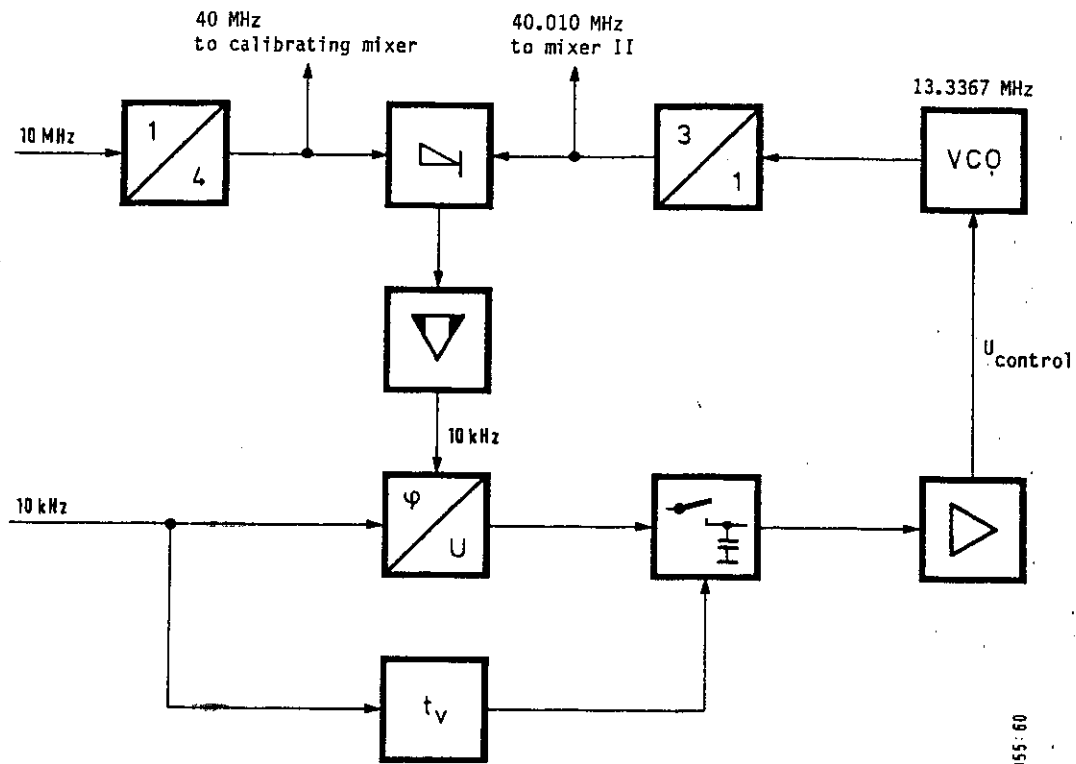 40 MHz
to calibrating mixer
40.010 MHz
to mixer II
13.3367 MHz
10 MHz
1
4
3
1
VCO
U control
10 kHz
10 kHz
φ
U
t v